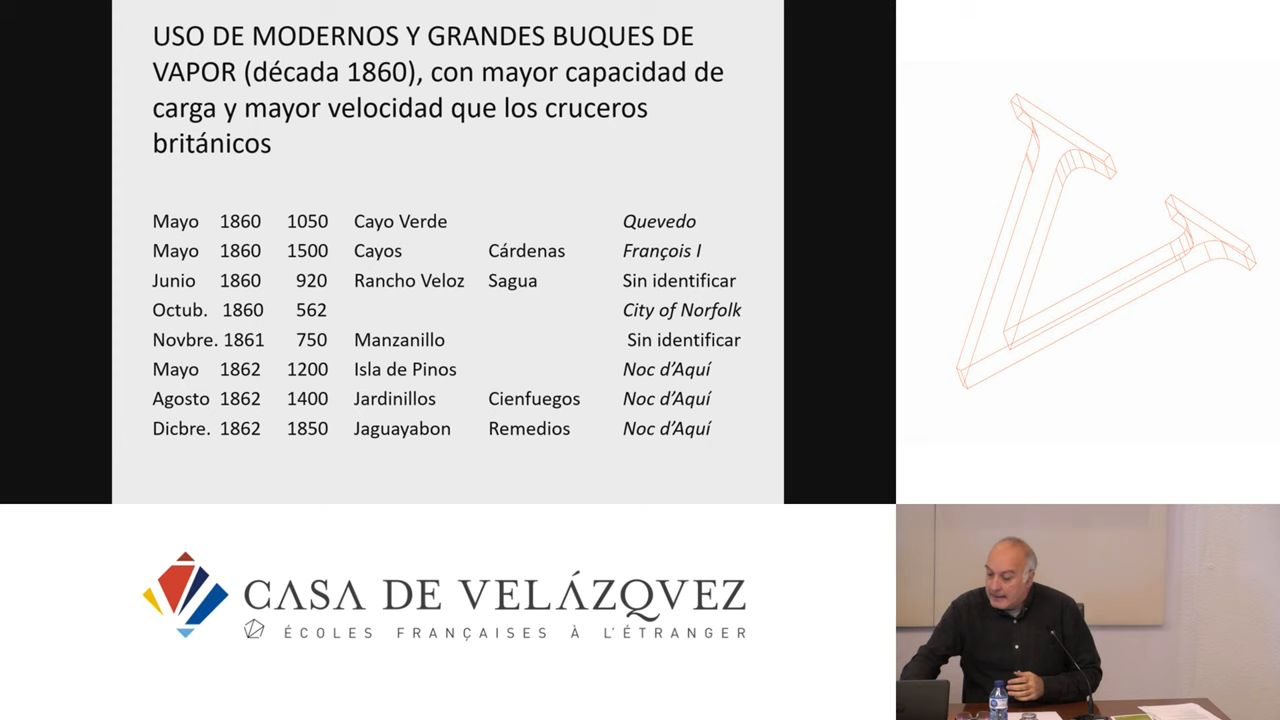 USO DE MODERNOS Y GRANDES BUQUES DE
VAPOR (década 1860), con mayor capacidad de
carga y mayor velocidad que los cruceros
británicos
Mayo 1860 1050 Cayo Verde Quevedo
Mayo 1860 1500 Cayos Cárdenas François I
Junio 1860 920 Rancho Veloz Sagua Sin identificar
Octub. 1860 562 City of Norfolk
Novbre. 1861 750 Manzanillo Sin identificar
Mayo 1862 1200 Isla de Pinos Noc d’Aquí
Agosto 1862 1400 Jardinillos Cienfuegos Noc d’Aquí
Dicbre. 1862 1850 Jaguayabon Remedios Noc d’Aquí
CASA DE VELÁZQVEZ
ÉCOLES FRANÇAISES À L'ÉTRANGER